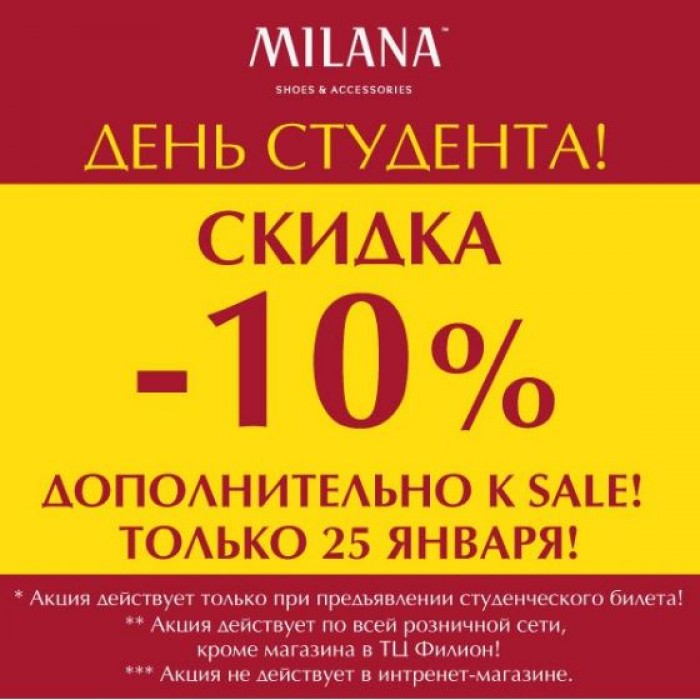 MILANA™
SHOES & ACCESSORIES
ДЕНЬ СТУДЕНТА!
СКИДКА
-10%
ДОПОЛНИТЕЛЬНО К SALE!
ТОЛЬКО 25 ЯНВАРЯ!
* Акция действует только при предъявлении студенческого билета!
** Акция действует по всей розничной сети,
кроме магазина в ТЦ Филион!
*** Акция не действует в интренет-магазине.